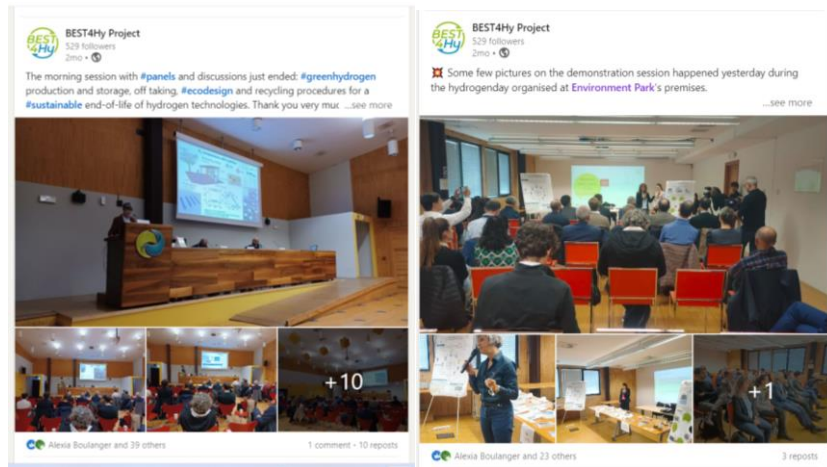 BEST4Hy Project
529 followers
2mo •
The morning session with #panels and discussions just ended: #greenhydrogen
production and storage, off taking, #ecodesign and recycling procedures for a
#sustainable end-of-life of hydrogen technologies. Thank you very muc ...see more
+10
Alexia Boulanger and 39 others
1 comment • 10 reposts
BEST4Hy Project
529 followers
2mo •
Some few pictures on the demonstration session happened yesterday during
the hydrogenday organised at Environment Park's premises.
...see more
+1
Alexia Boulanger and 23 others
3 reposts
BEST
4Hy
BEST
4Hy